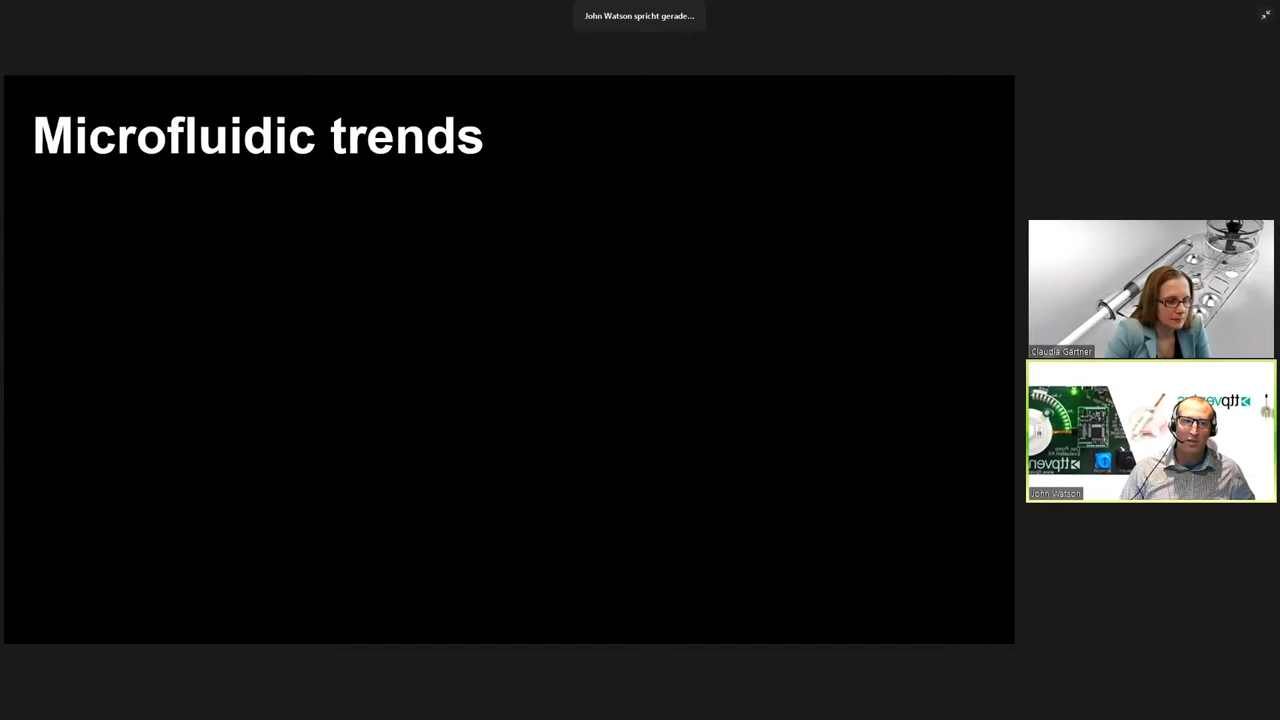 John Watson spricht gerade...
Microfluidic trends
Claudia Gärtner
John Watson